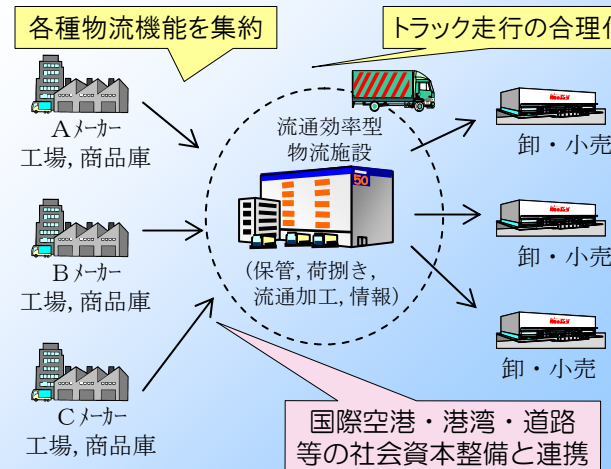 各種物流機能を集約
トラック走行の合理
Aメーカー
工場,商品庫
流通効率型
物流施設
50
卸・小売
Bメーカー
工場,商品庫
(保管,荷捌き,
流通加工,情報)
卸・小売
Cメーカー
工場,商品庫
卸・小売
国際空港・港湾・道路
等の社会資本整備と連携